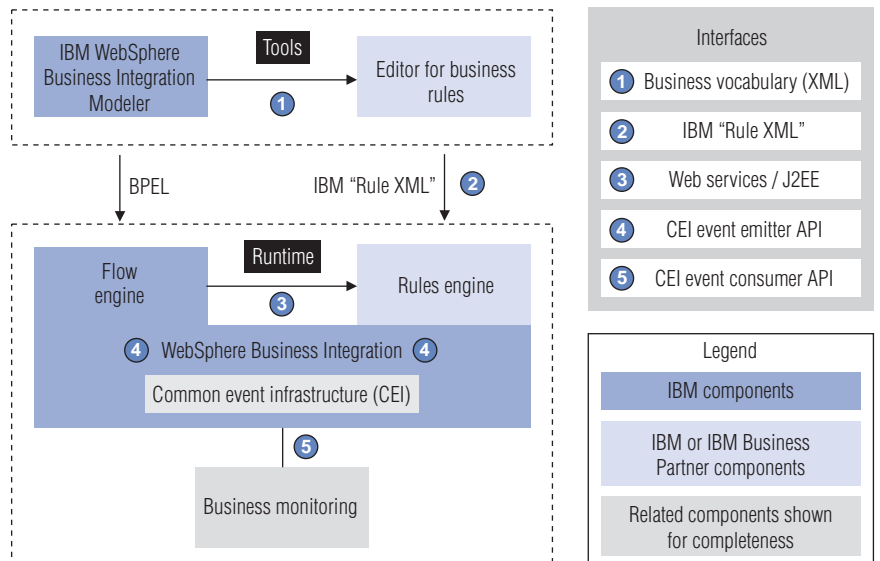 IBM WebSphere
Business Integration
Modeler
Tools
1
Editor for business
rules
BPEL
IBM “Rule XML”
2
Flow
engine
Runtime
3
Rules engine
4 WebSphere Business Integration 4
Common event infrastructure (CEI)
5
Business monitoring
Interfaces
1 Business vocabulary (XML)
2 IBM “Rule XML”
3 Web services / J2EE
4 CEI event emitter API
5 CEI event consumer API
Legend
IBM components
IBM or IBM Business
Partner components
Related components shown
for completeness